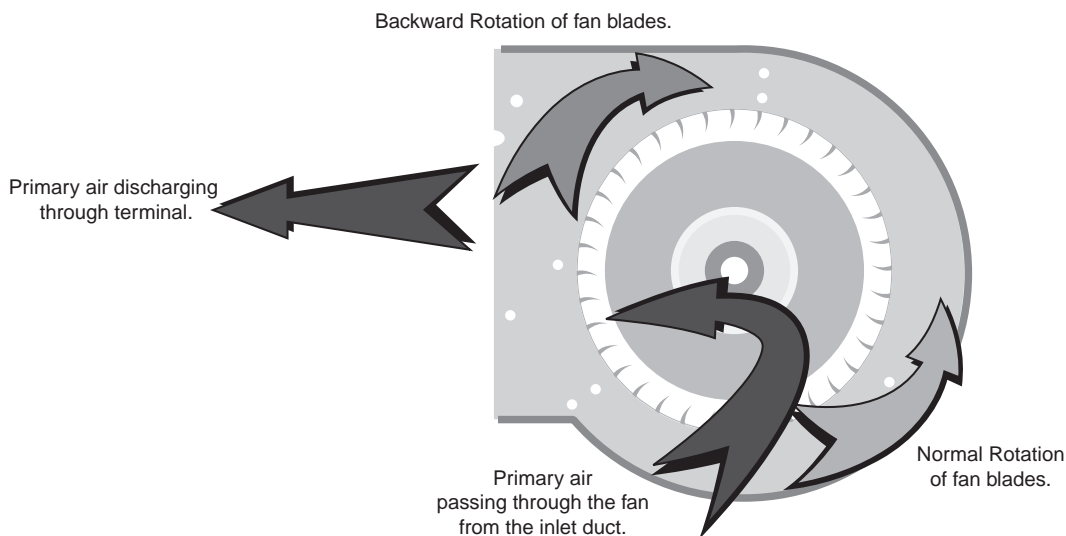 Backward Rotation of fan blades.
Primary air discharging
through terminal.
Normal Rotation
of fan blades.
Primary air
passing through the fan
from the inlet duct.